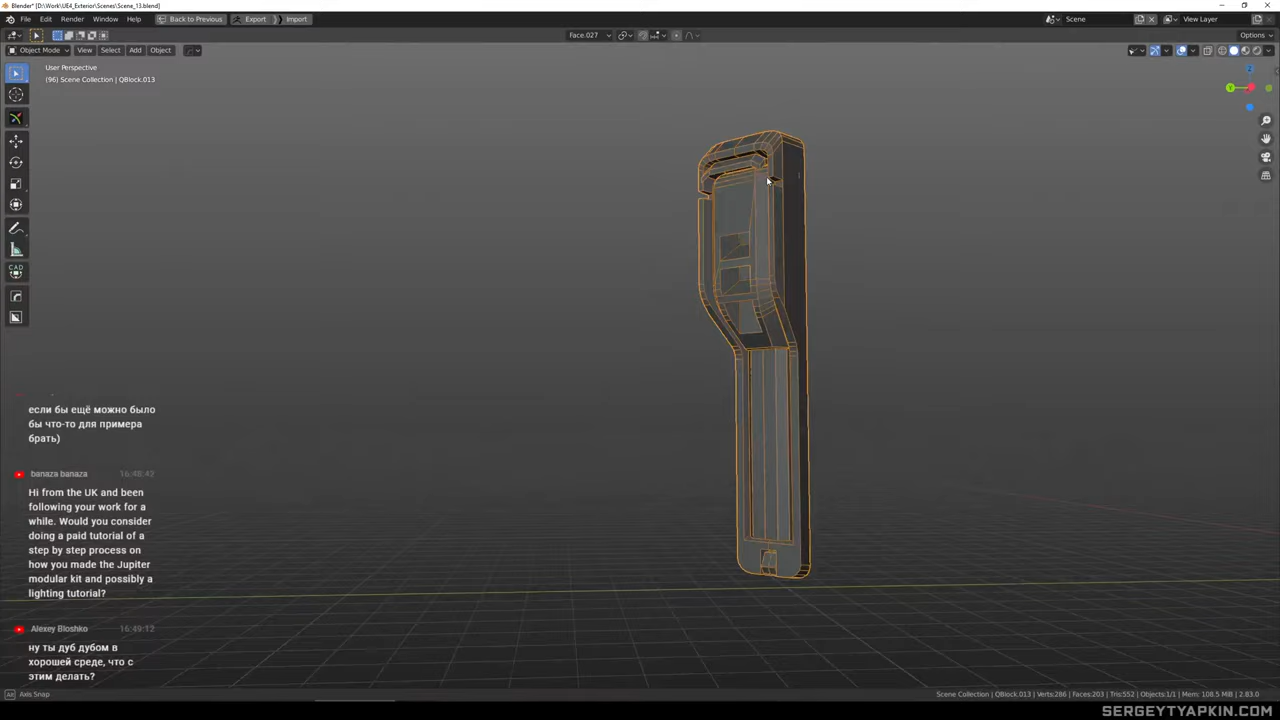 Blender* [D:\Work\UE4_Exterior\Scenes\Scene_13.blend]
File Edit Render Window Help Back to Previous Export Import Scene View Layer
Face.027 Options
Object Mode View Select Add Object
User Perspective
(96) Scene Collection | QBlock.013
Z
Y
CAD
если бы ещё можно было
бы что-то для примера
брать)
banaza banaza 16:48:42
Hi from the UK and been
following your work for a
while. Would you consider
doing a paid tutorial of a
step by step process on
how you made the Jupiter
modular kit and possibly a
lighting tutorial?
Alexey Bloshko 16:49:12
ну ты дуб дубом в
хорошей среде, что с
этим делать?
Axis Snap
Scene Collection | QBlock.013 | Verts:286 | Faces:203 | Tris:552 | Objects:1/1 | Mem: 108.5 MiB | 2.83.0
SERGEYTYAPKIN.COM